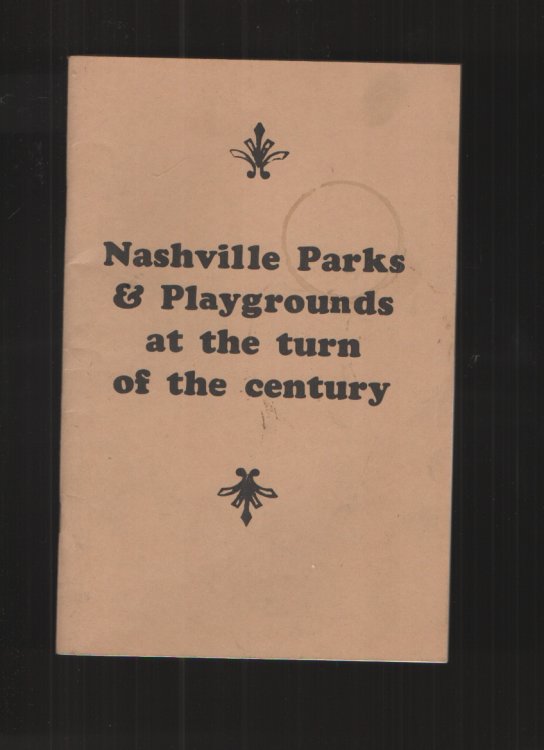 Nashville Parks
& Playgrounds
at the turn
of the century